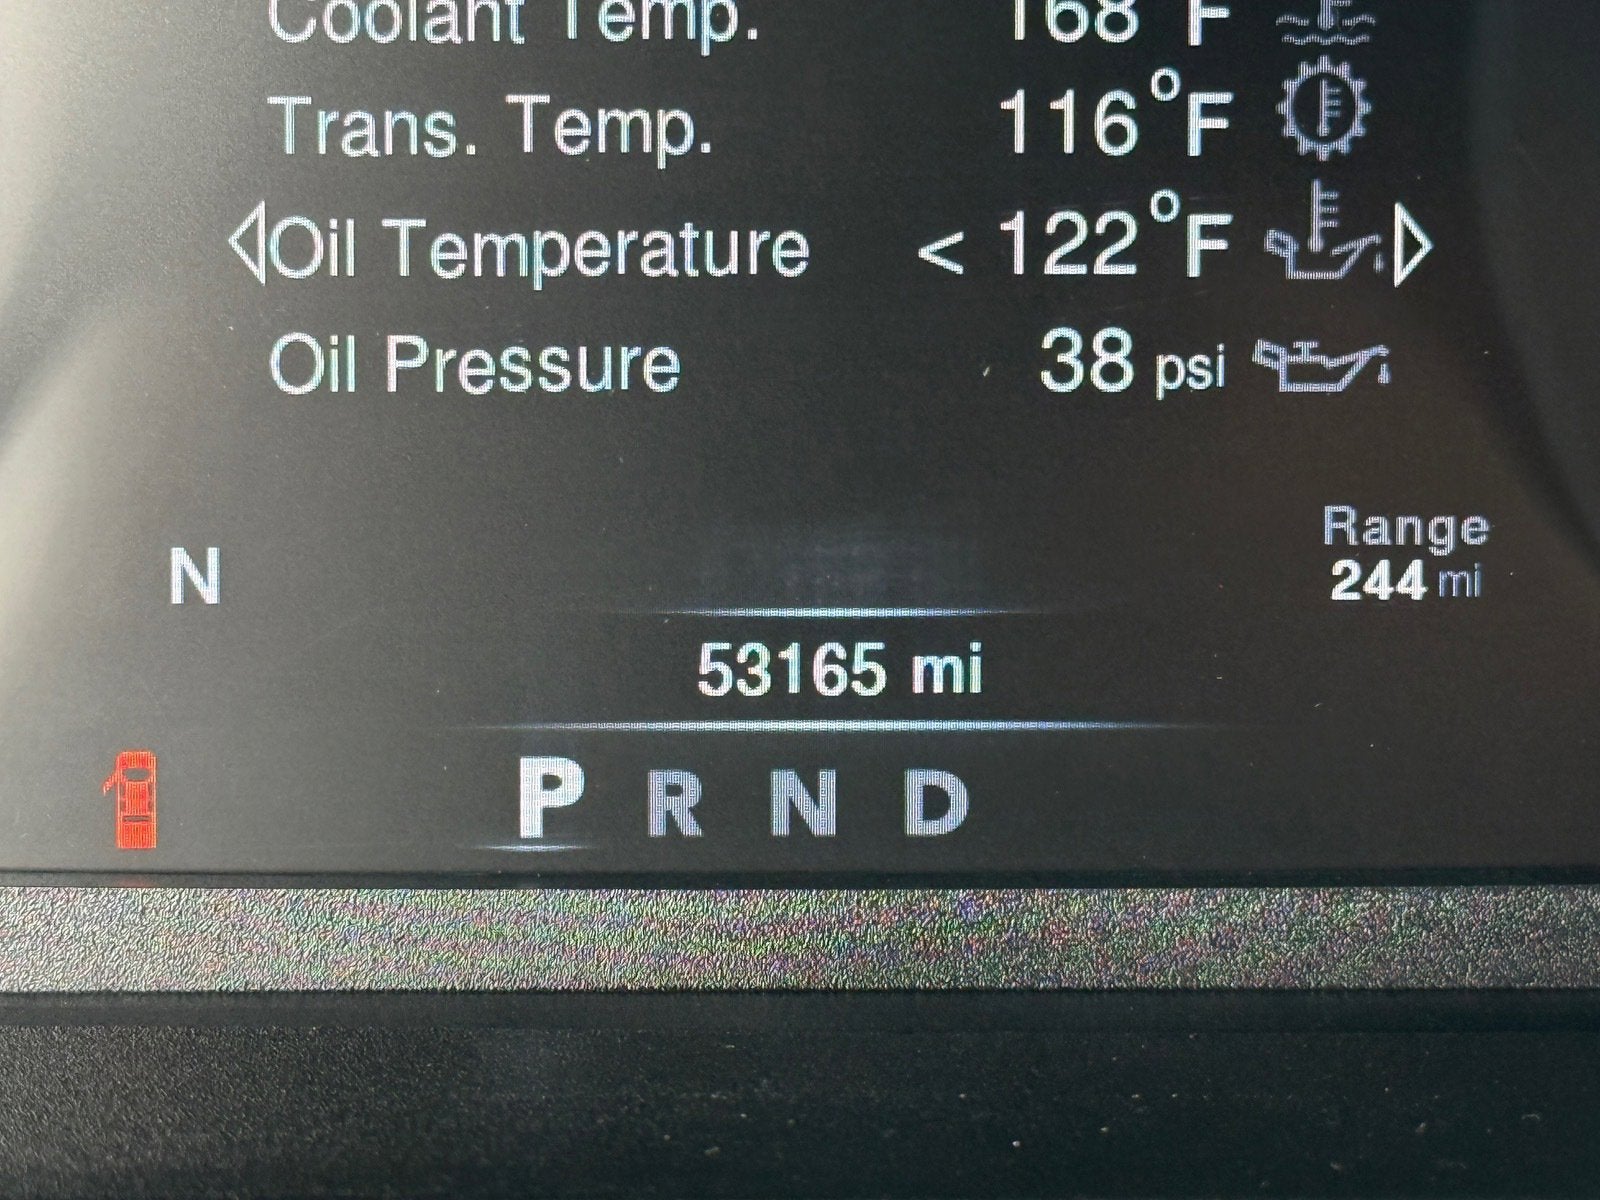 Coolant Temp. 168°F
Trans. Temp. 116°F
Oil Temperature < 122°F
Oil Pressure 38 psi
Range
N 244 mi
53165 mi
P R N D